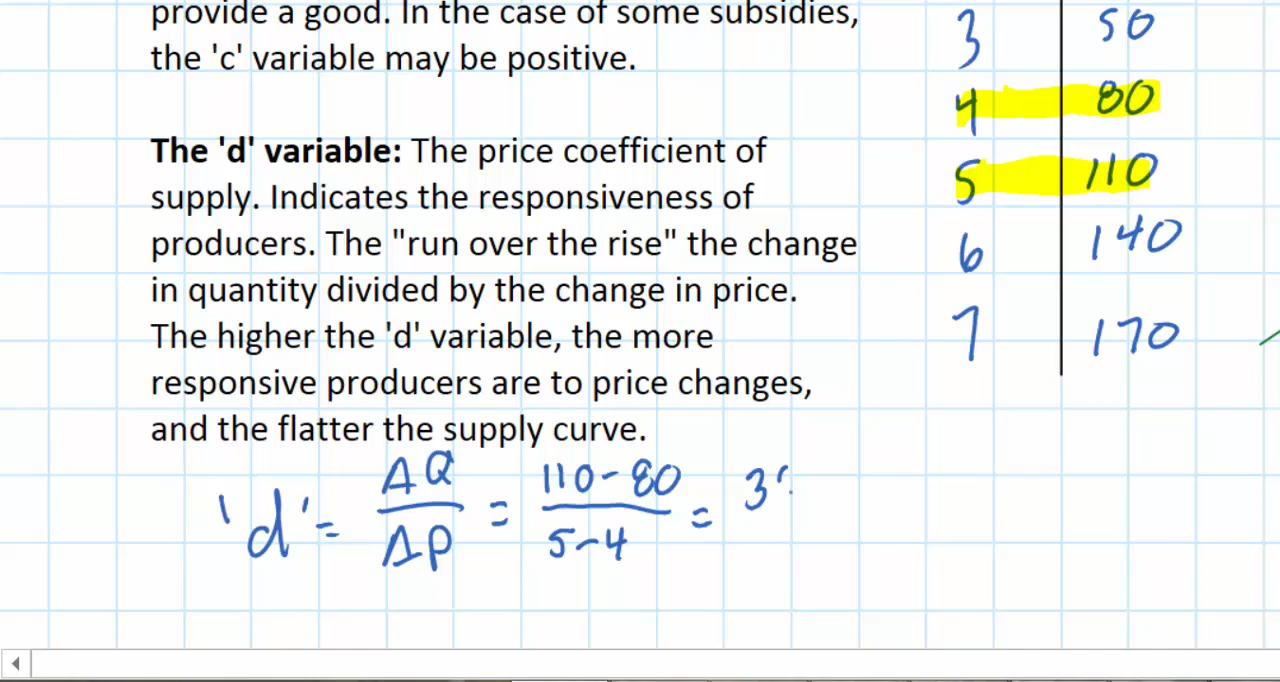 provide a good. In the case of some subsidies,
the 'c' variable may be positive.
The 'd' variable: The price coefficient of
supply. Indicates the responsiveness of
producers. The "run over the rise" the change
in quantity divided by the change in price.
The higher the 'd' variable, the more
responsive producers are to price changes,
and the flatter the supply curve.
'd' = ΔQ/ΔP = 110-80/5-4 = 3
3 50
4 80
5 110
6 140
7 170